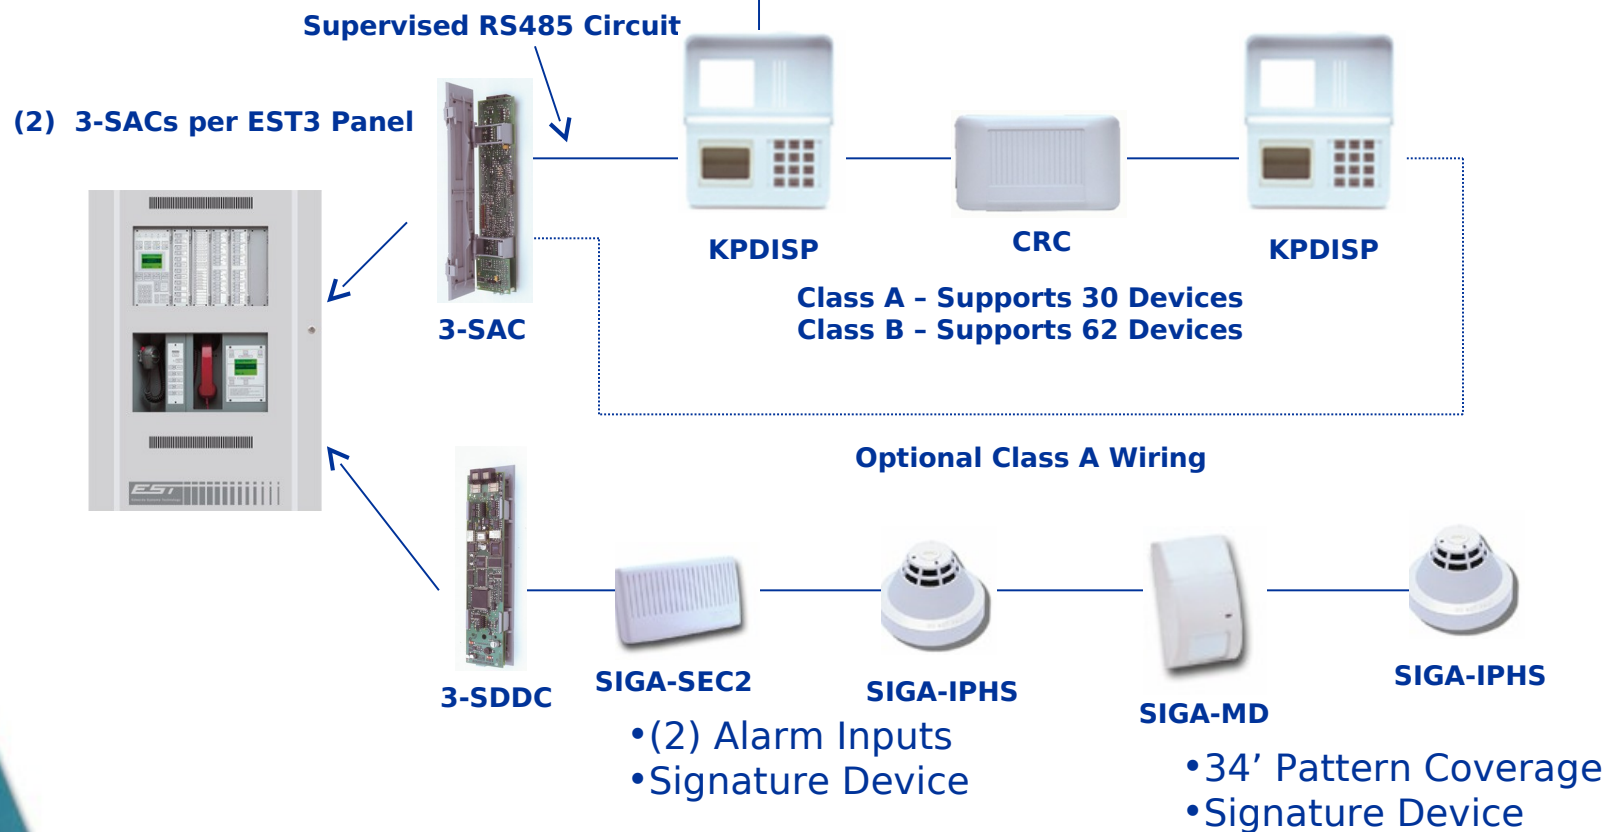 Supervised RS485 Circuit
(2) 3-SACs per EST3 Panel
KPDISP
CRC
KPDISP
Class A – Supports 30 Devices
Class B – Supports 62 Devices
3-SAC
Optional Class A Wiring
EST
3-SDDC
SIGA-SEC2
SIGA-IPHS
SIGA-MD
SIGA-IPHS
•(2) Alarm Inputs
•Signature Device
•34’ Pattern Coverage
•Signature Device